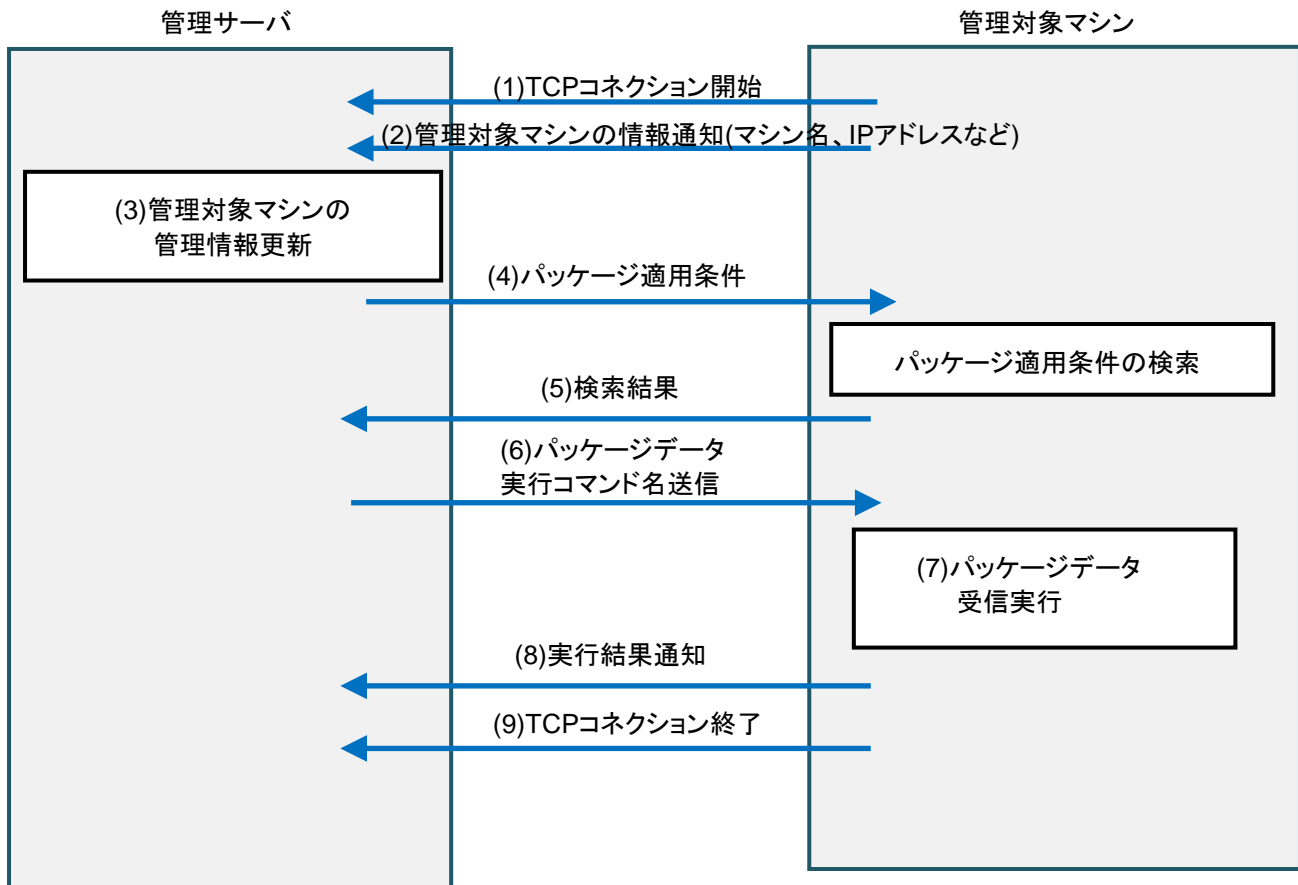 管理サーバ
管理対象マシン
(1)TCPコネクション開始
(2)管理対象マシンの情報通知(マシン名、IPアドレスなど)
(3)管理対象マシンの
管理情報更新
(4)パッケージ適用条件
パッケージ適用条件の検索
(5)検索結果
(6)パッケージデータ
実行コマンド名送信
(7)パッケージデータ
受信実行
(8)実行結果通知
(9)TCPコネクション終了